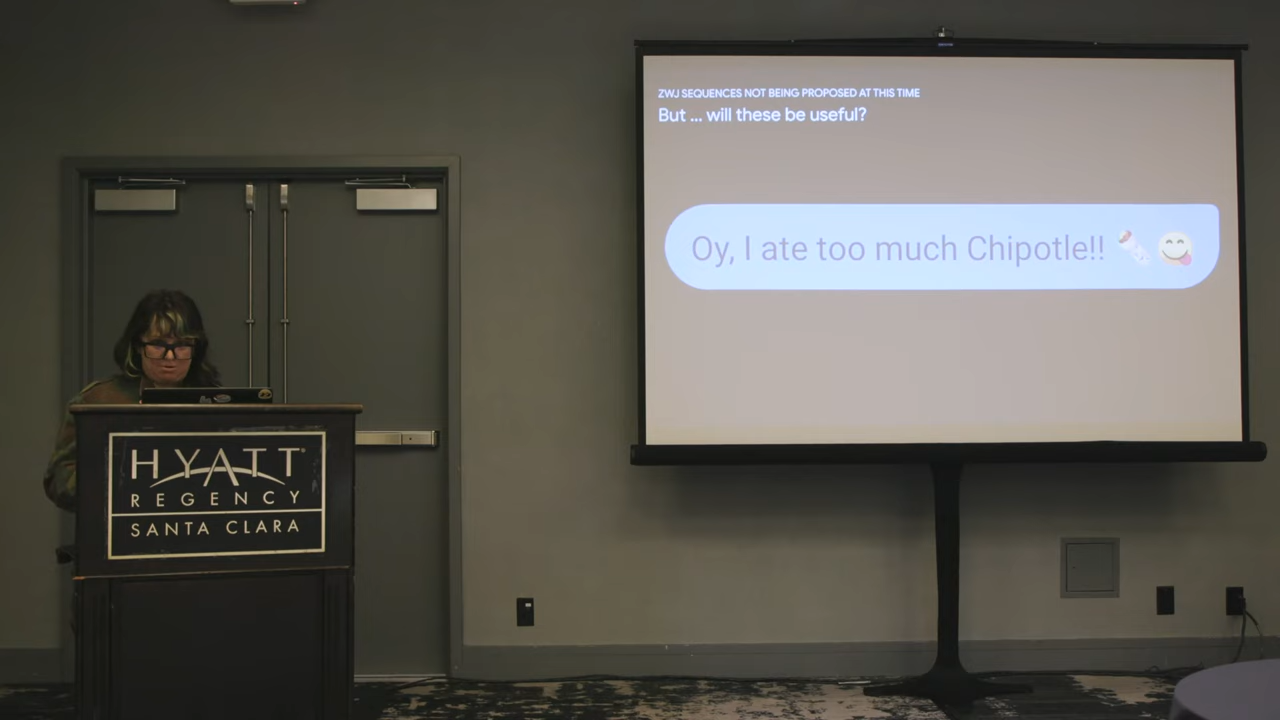 ZWJ SEQUENCES NOT BEING PROPOSED AT THIS TIME
But ... will these be useful?
Oy, I ate too much Chipotle!! 🌯😋
HYATT
REGENCY
SANTA CLARA